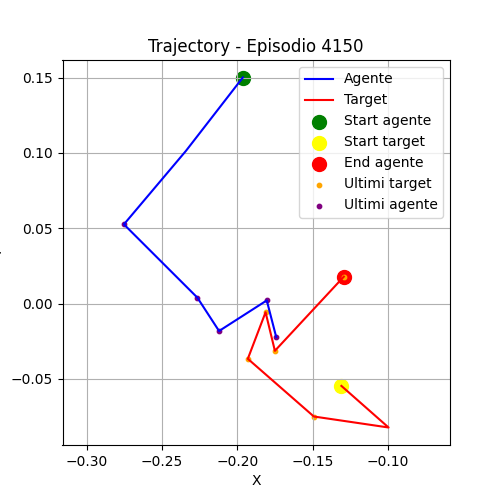 Trajectory - Episodio 4150
Agente
Target
Start agente
Start target
End agente
Ultimi target
Ultimi agente
0.15
0.10
0.05
0.00
−0.05
−0.30
−0.25
−0.20
−0.15
−0.10
X